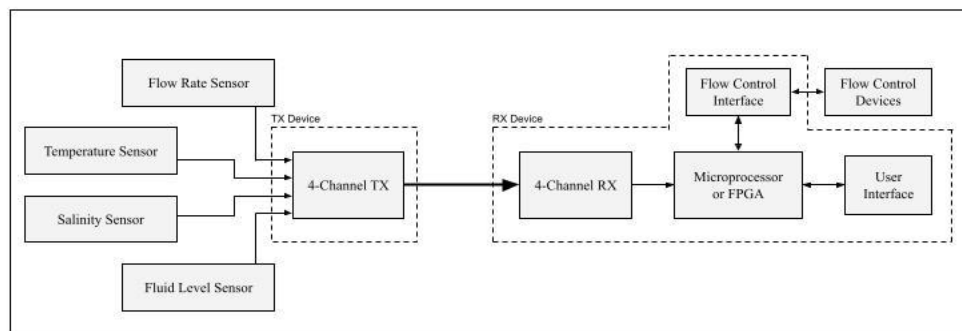 Flow Rate Sensor
Temperature Sensor
Salinity Sensor
Fluid Level Sensor
TX Device
4-Channel TX
RX Device
4-Channel RX
Flow Control
Interface
Flow Control
Devices
Microprocessor
or FPGA
User
Interface